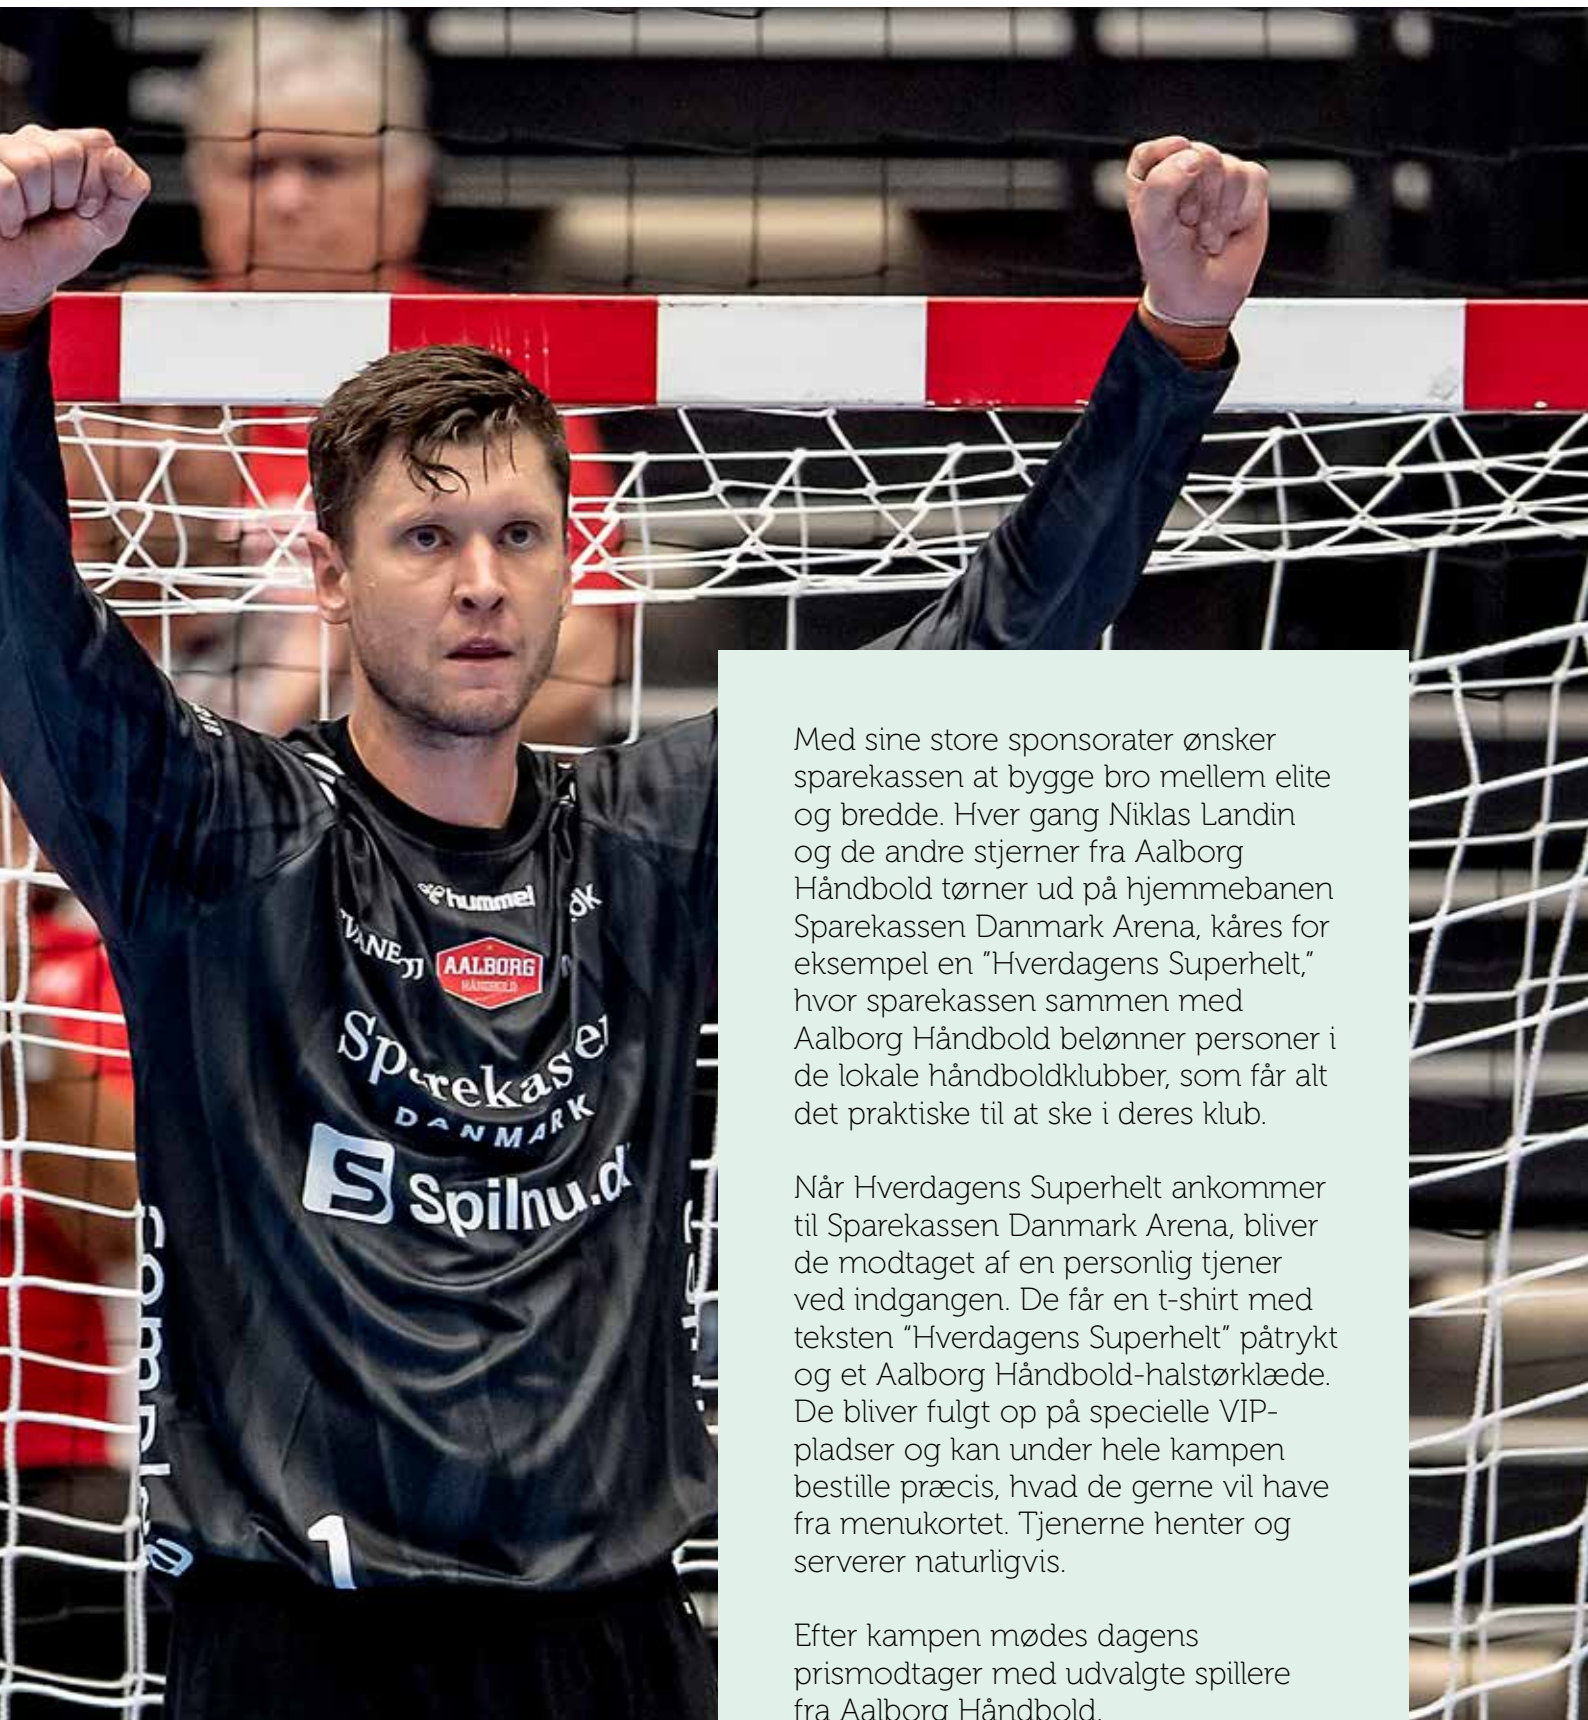 hummel
DK
AALBORG
HÅNDBOLD
Sparekassen
DANMARK
S Spilnu.d
1
Med sine store sponsorater ønsker
sparekassen at bygge bro mellem elite
og bredde. Hver gang Niklas Landin
og de andre stjerner fra Aalborg
Håndbold tørner ud på hjemmebanen
Sparekassen Danmark Arena, kåres for
eksempel en ”Hverdagens Superhelt,”
hvor sparekassen sammen med
Aalborg Håndbold belønner personer i
de lokale håndboldklubber, som får alt
det praktiske til at ske i deres klub.
Når Hverdagens Superhelt ankommer
til Sparekassen Danmark Arena, bliver
de modtaget af en personlig tjener
ved indgangen. De får en t-shirt med
teksten ”Hverdagens Superhelt” påtrykt
og et Aalborg Håndbold-halstørklæde.
De bliver fulgt op på specielle VIP-
pladser og kan under hele kampen
bestille præcis, hvad de gerne vil have
fra menukortet. Tjenerne henter og
serverer naturligvis.
Efter kampen mødes dagens
prismodtager med udvalgte spillere
fra Aalborg Håndbold.